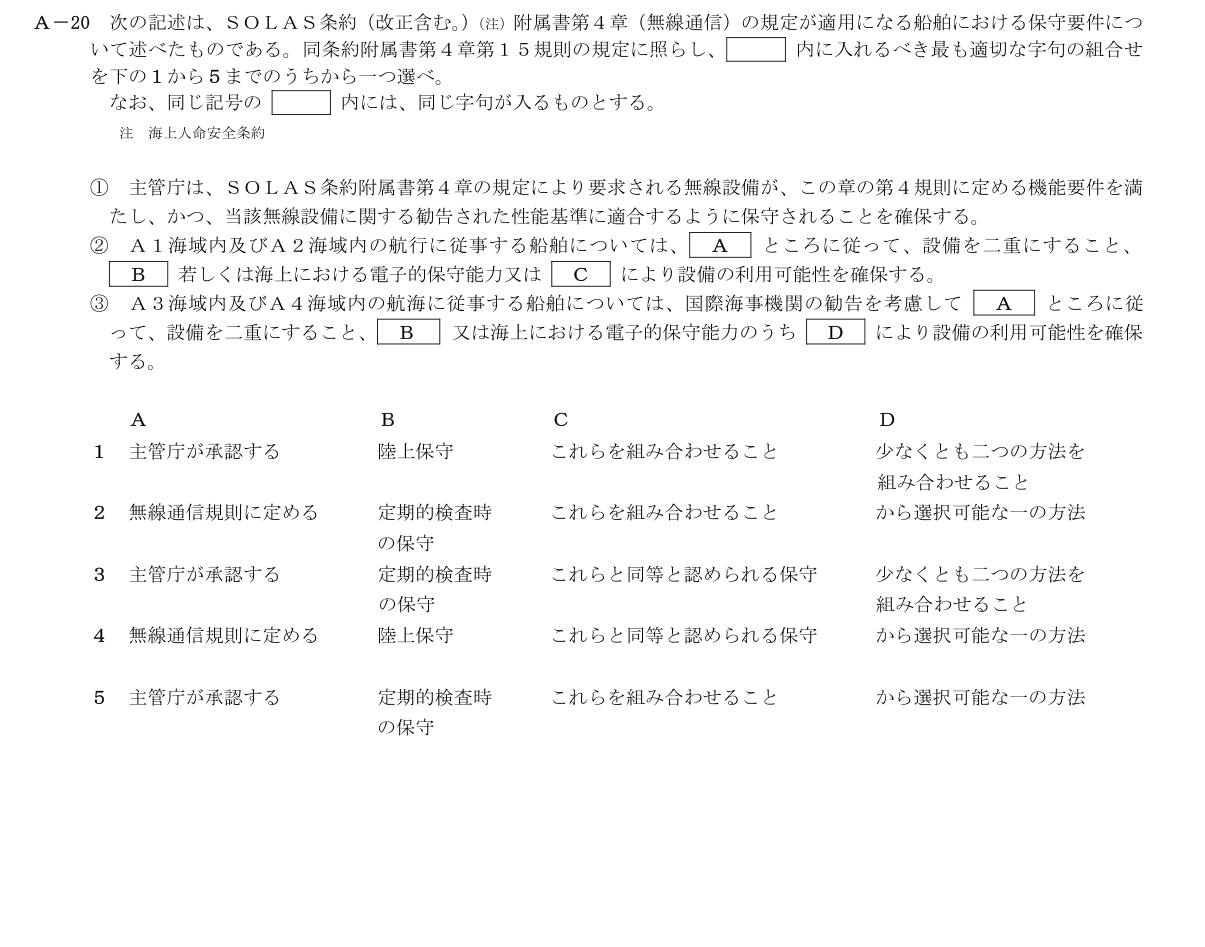 Ａ－20　次の記述は、ＳＯＬＡＳ条約（改正含む。）（注）附属書第４章（無線通信）の規定が適用になる船舶における保守要件につ
いて述べたものである。同条約附属書第４章第１５規則の規定に照らし、　　　内に入れるべき最も適切な字句の組合せ
を下の１から５までのうちから一つ選べ。
なお、同じ記号の　　　内には、同じ字句が入るものとする。
注　海上人命安全条約
①　主管庁は、ＳＯＬＡＳ条約附属書第４章の規定により要求される無線設備が、この章の第４規則に定める機能要件を満
たし、かつ、当該無線設備に関する勧告された性能基準に適合するように保守されることを確保する。
②　Ａ１海域内及びＡ２海域内の航行に従事する船舶については、 Ａ ところに従って、設備を二重にすること、
Ｂ 若しくは海上における電子的保守能力又は Ｃ により設備の利用可能性を確保する。
③　Ａ３海域内及びＡ４海域内の航海に従事する船舶については、国際海事機関の勧告を考慮して Ａ ところに従
って、設備を二重にすること、 Ｂ 又は海上における電子的保守能力のうち Ｄ により設備の利用可能性を確保
する。
Ａ　Ｂ　Ｃ　Ｄ
１　主管庁が承認する　陸上保守　これらを組み合わせること　少なくとも二つの方法を
組み合わせること
２　無線通信規則に定める　定期的検査時　これらを組み合わせること　から選択可能な一の方法
の保守
３　主管庁が承認する　定期的検査時　これらと同等と認められる保守　少なくとも二つの方法を
の保守　組み合わせること
４　無線通信規則に定める　陸上保守　これらと同等と認められる保守　から選択可能な一の方法
５　主管庁が承認する　定期的検査時　これらを組み合わせること　から選択可能な一の方法
の保守